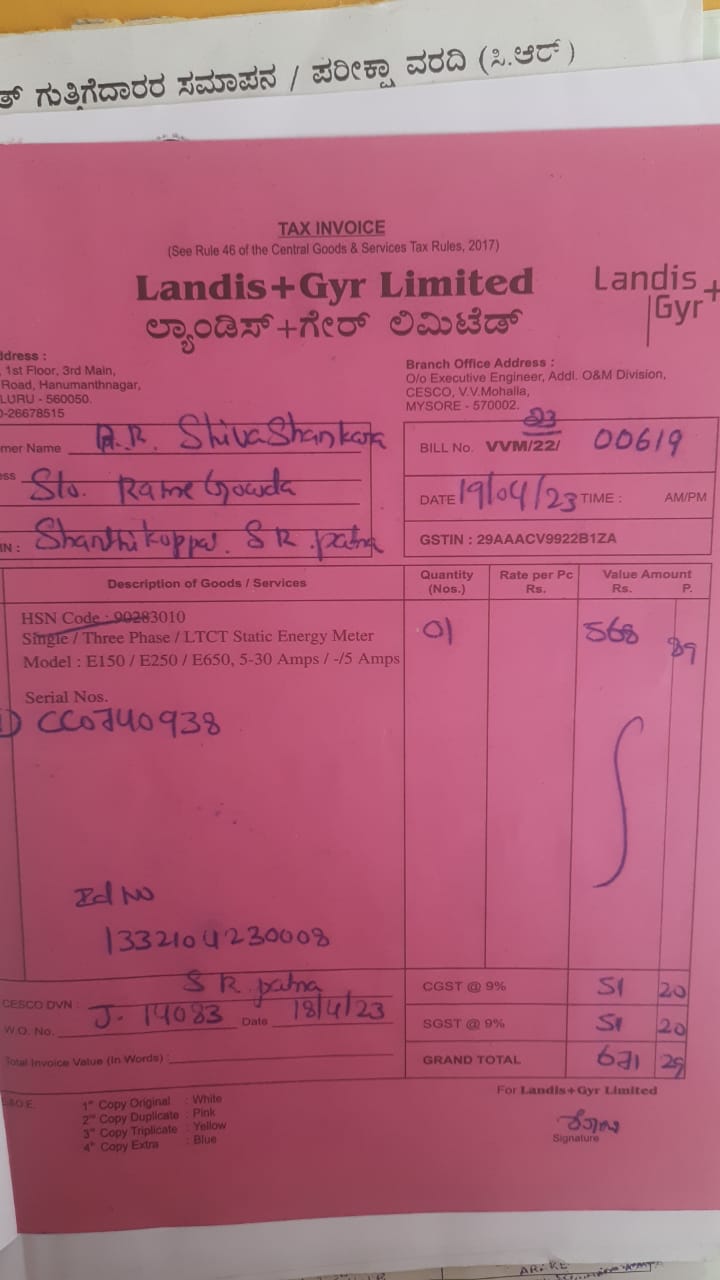 ತ್ ಗುತ್ತಿಗೆದಾರರ ಸಮಾಪನ / ಪರೀಕ್ಷಾ ವರದಿ (ಸಿ.ಆರ್)
TAX INVOICE
(See Rule 46 of the Central Goods & Services Tax Rules, 2017)
Landis+Gyr Limited
ಲ್ಯಾಂಡಿಸ್+ಗೇರ್ ಲಿಮಿಟೆಡ್
Landis
Gyr+
ddress :
1st Floor, 3rd Main,
Road, Hanumanthnagar,
LURU - 560050.
0-26678515
Branch Office Address :
O/o Executive Engineer, Addl. O&M Division,
CESCO, V.V.Mohalla,
MYSORE - 570002.
mer Name A.R. ShivaShankara
ess S/o. Rame Gowda
IN : Shanthikoppal. S R patna
23
BILL No. VVM/22/ 00619
DATE 19/04/23 TIME : AM/PM
GSTIN : 29AAACV9922B1ZA
Description of Goods / Services Quantity (Nos.) Rate per Pc Rs. Value Amount Rs. P.
HSN Code : 90283010
Single / Three Phase / LTCT Static Energy Meter 01 568 89
Model : E150 / E250 / E650, 5-30 Amps / -/5 Amps
Serial Nos.
1) CC0740938
Id No
1332104230008
S R patna
CESCO DVN :
W.O. No. J- 14083 Date 18/4/23
Total Invoice Value (In Words) :
CGST @ 9% 51 20
SGST @ 9% 51 20
GRAND TOTAL 671 29
&O.E.
1st Copy Original : White
2nd Copy Duplicate : Pink
3rd Copy Triplicate : Yellow
4th Copy Extra : Blue
For Landis+Gyr Limited
Signature